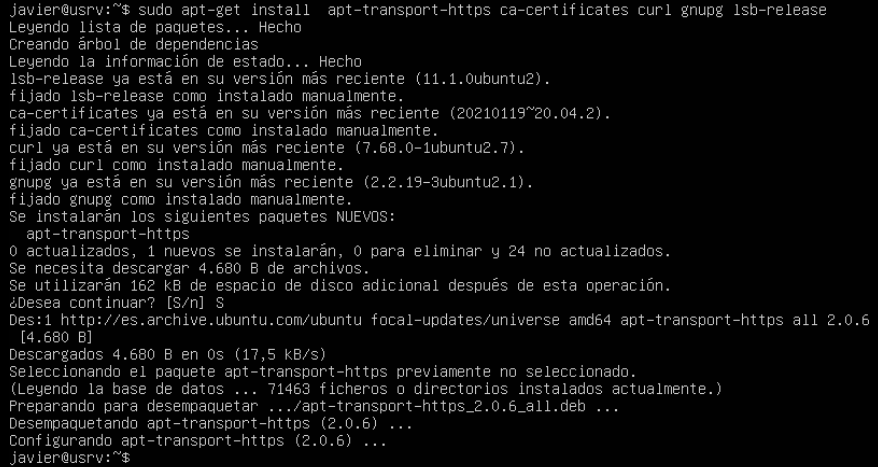 javier@usrv:~$ sudo apt-get install  apt-transport-https ca-certificates curl gnupg lsb-release
Leyendo lista de paquetes... Hecho
Creando árbol de dependencias
Leyendo la información de estado... Hecho
lsb-release ya está en su versión más reciente (11.1.0ubuntu2).
fijado lsb-release como instalado manualmente.
ca-certificates ya está en su versión más reciente (20210119~20.04.2).
fijado ca-certificates como instalado manualmente.
curl ya está en su versión más reciente (7.68.0-1ubuntu2.7).
fijado curl como instalado manualmente.
gnupg ya está en su versión más reciente (2.2.19-3ubuntu2.1).
fijado gnupg como instalado manualmente.
Se instalarán los siguientes paquetes NUEVOS:
  apt-transport-https
0 actualizados, 1 nuevos se instalarán, 0 para eliminar y 24 no actualizados.
Se necesita descargar 4.680 B de archivos.
Se utilizarán 162 kB de espacio de disco adicional después de esta operación.
¿Desea continuar? [S/n] S
Des:1 http://es.archive.ubuntu.com/ubuntu focal-updates/universe amd64 apt-transport-https all 2.0.6
 [4.680 B]
Descargados 4.680 B en 0s (17,5 kB/s)
Seleccionando el paquete apt-transport-https previamente no seleccionado.
(Leyendo la base de datos ... 71463 ficheros o directorios instalados actualmente.)
Preparando para desempaquetar .../apt-transport-https_2.0.6_all.deb ...
Desempaquetando apt-transport-https (2.0.6) ...
Configurando apt-transport-https (2.0.6) ...
javier@usrv:~$